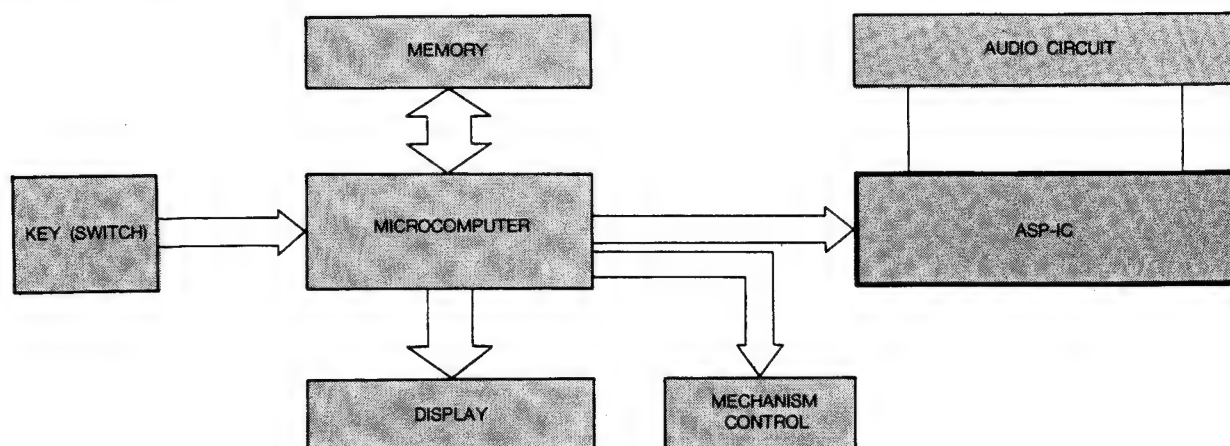 MEMORY
AUDIO CIRCUIT
KEY (SWITCH)
MICROCOMPUTER
ASP-IC
DISPLAY
MECHANISM
CONTROL